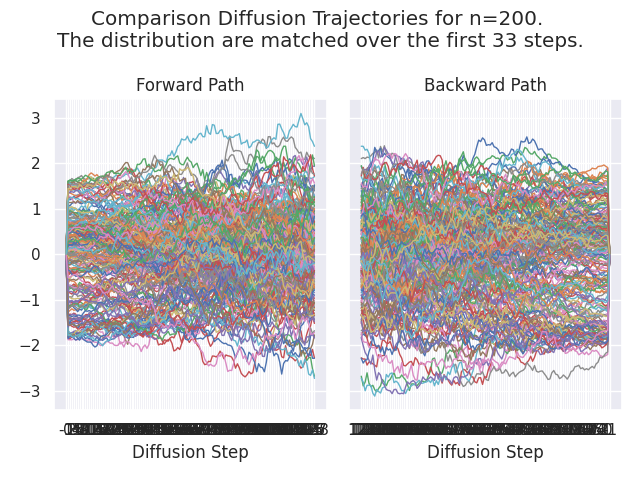 Comparison Diffusion Trajectories for n=200.
The distribution are matched over the first 33 steps.
Forward Path
Backward Path
3
2
1
0
−1
−2
−3
Diffusion Step
Diffusion Step